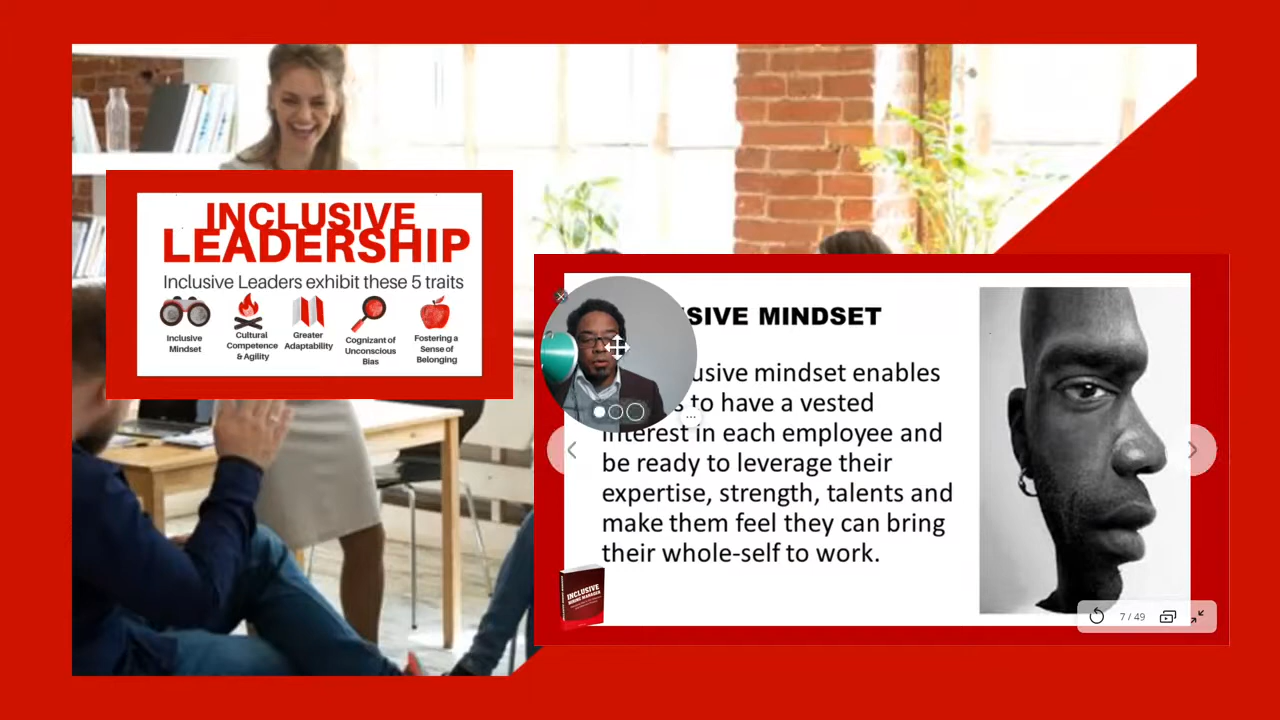 INCLUSIVE
LEADERSHIP
Inclusive Leaders exhibit these 5 traits
Inclusive
Mindset
Cultural
Competence
& Agility
Greater
Adaptability
Cognizant of
Unconscious
Bias
Fostering a
Sense of
Belonging
SIVE MINDSET
usive mindset enables
s to have a vested
interest in each employee and
be ready to leverage their
expertise, strength, talents and
make them feel they can bring
their whole-self to work.
INCLUSIVE
HIRING MANAGER
7 / 49